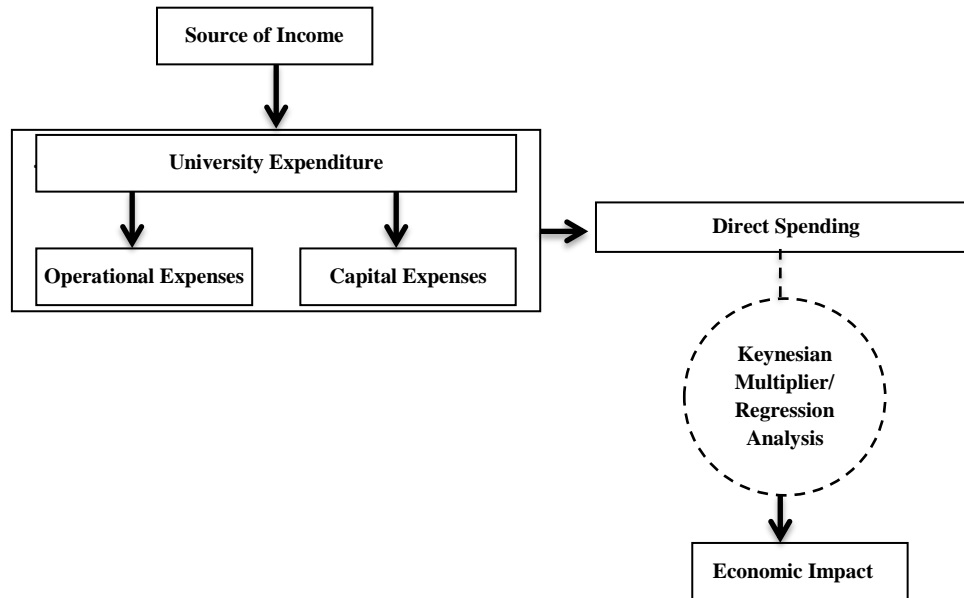 Source of Income
University Expenditure
Operational Expenses
Capital Expenses
Direct Spending
Keynesian
Multiplier/
Regression
Analysis
Economic Impact